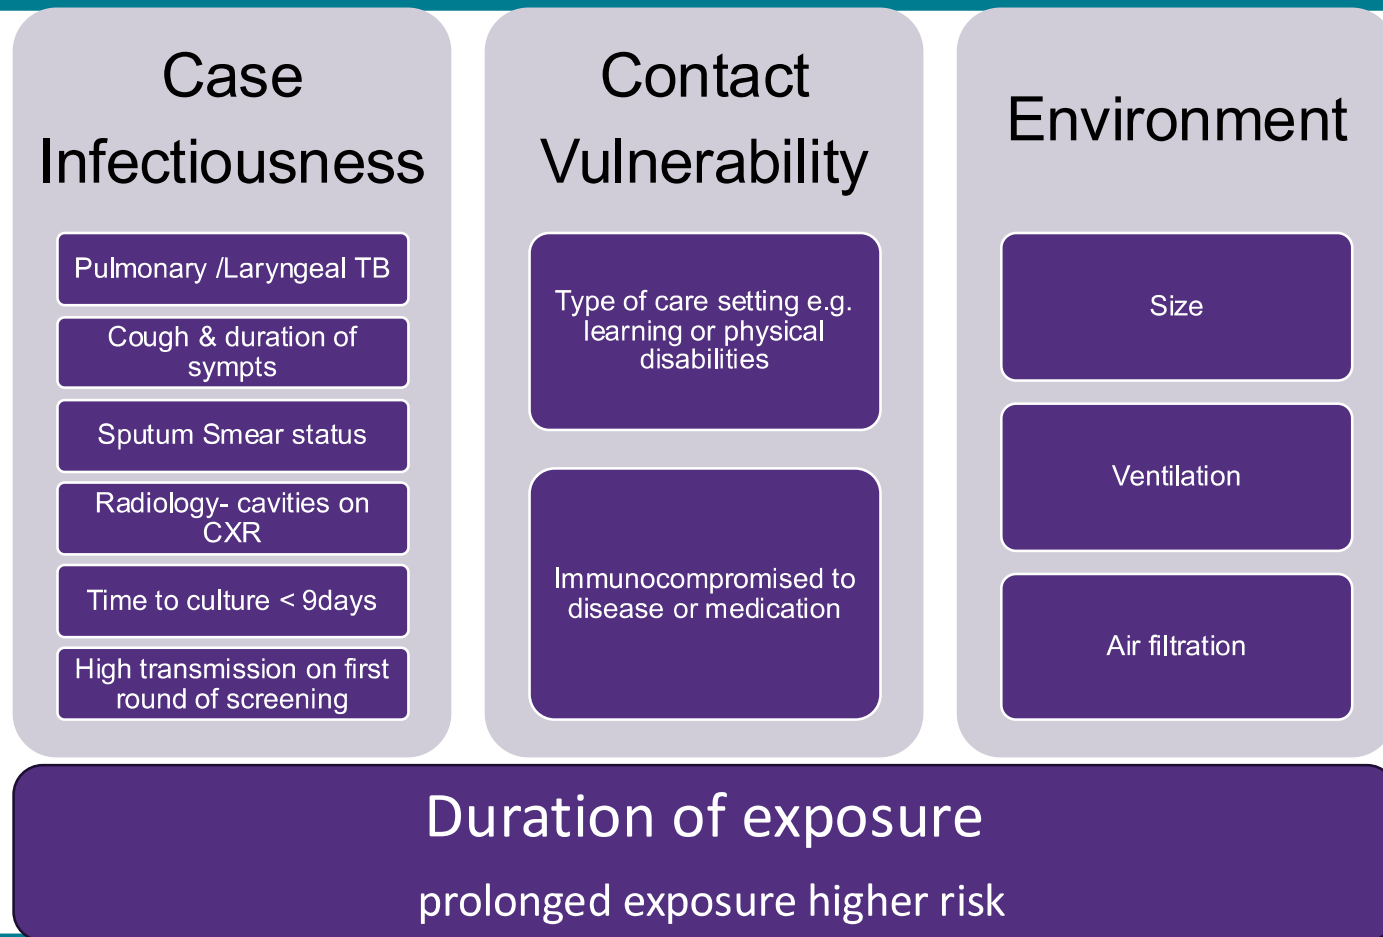 Case
Infectiousness
Pulmonary /Laryngeal TB
Cough & duration of
sympts
Sputum Smear status
Radiology- cavities on
CXR
Time to culture < 9days
High transmission on first
round of screening
Contact
Vulnerability
Type of care setting e.g.
learning or physical
disabilities
Immunocompromised to
disease or medication
Environment
Size
Ventilation
Air filtration
Duration of exposure
prolonged exposure higher risk